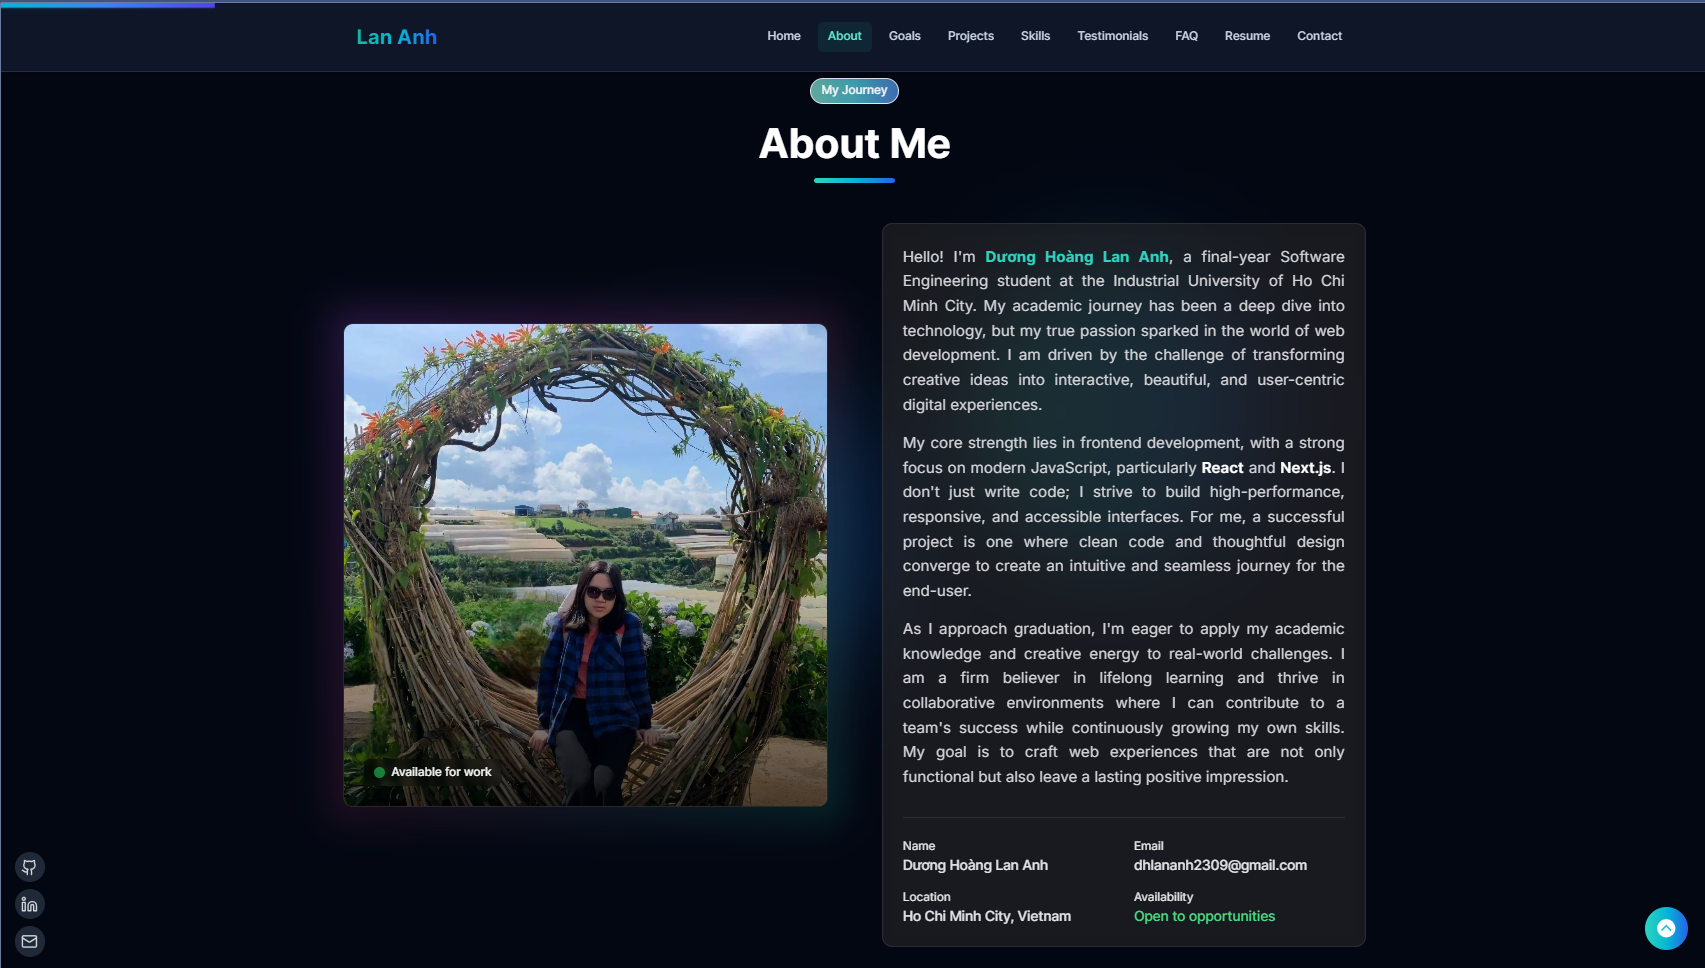 Lan Anh
Home
About
Goals
Projects
Skills
Testimonials
FAQ
Resume
Contact
My Journey
About Me
Available for work
Hello! I'm Dương Hoàng Lan Anh, a final-year Software
Engineering student at the Industrial University of Ho Chi
Minh City. My academic journey has been a deep dive into
technology, but my true passion sparked in the world of web
development. I am driven by the challenge of transforming
creative ideas into interactive, beautiful, and user-centric
digital experiences.
My core strength lies in frontend development, with a strong
focus on modern JavaScript, particularly React and Next.js. I
don't just write code; I strive to build high-performance,
responsive, and accessible interfaces. For me, a successful
project is one where clean code and thoughtful design
converge to create an intuitive and seamless journey for the
end-user.
As I approach graduation, I'm eager to apply my academic
knowledge and creative energy to real-world challenges. I
am a firm believer in lifelong learning and thrive in
collaborative environments where I can contribute to a
team's success while continuously growing my own skills.
My goal is to craft web experiences that are not only
functional but also leave a lasting positive impression.
Name
Dương Hoàng Lan Anh
Email
dhlananh2309@gmail.com
Location
Ho Chi Minh City, Vietnam
Availability
Open to opportunities